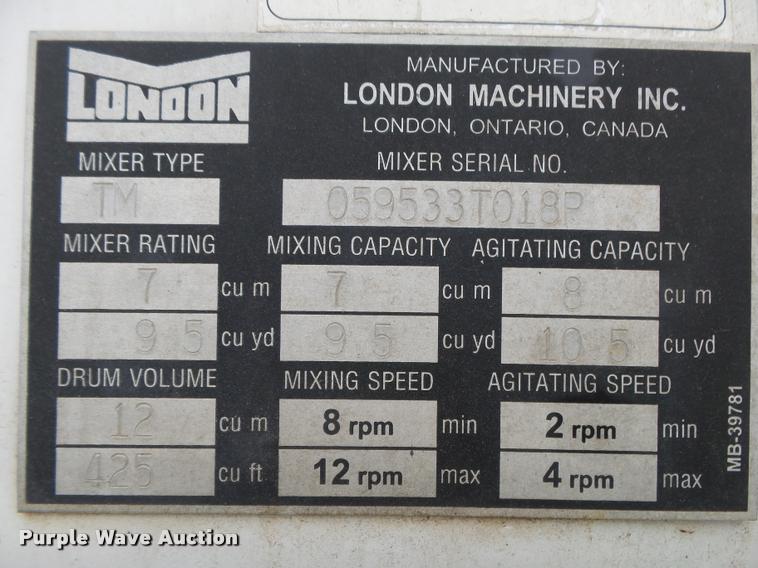 LONDON
MANUFACTURED BY:
LONDON MACHINERY INC.
LONDON, ONTARIO, CANADA
MIXER TYPE
TM
MIXER SERIAL NO.
059533T018P
MIXER RATING MIXING CAPACITY AGITATING CAPACITY
7 cu m 7 cu m 8 cu m
9 5 cu yd 9 5 cu yd 10 5 cu yd
DRUM VOLUME MIXING SPEED AGITATING SPEED
12 cu m 8 rpm min 2 rpm min
425 cu ft 12 rpm max 4 rpm max
MB-39781
Purple Wave Auction